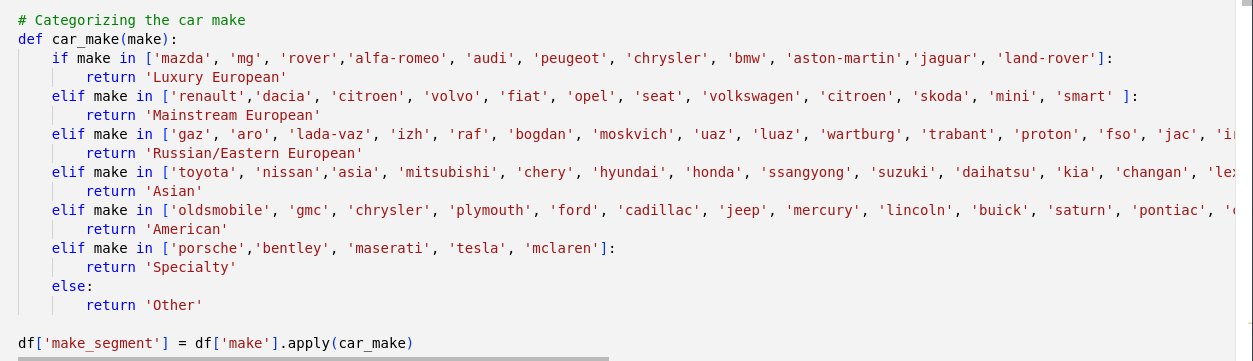 # Categorizing the car make
def car_make(make):
    if make in ['mazda', 'mg', 'rover','alfa-romeo', 'audi', 'peugeot', 'chrysler', 'bmw', 'aston-martin','jaguar', 'land-rover']:
        return 'Luxury European'
    elif make in ['renault','dacia', 'citroen', 'volvo', 'fiat', 'opel', 'seat', 'volkswagen', 'citroen', 'skoda', 'mini', 'smart' ]:
        return 'Mainstream European'
    elif make in ['gaz', 'aro', 'lada-vaz', 'izh', 'raf', 'bogdan', 'moskvich', 'uaz', 'luaz', 'wartburg', 'trabant', 'proton', 'fso', 'jac',
        return 'Russian/Eastern European'
    elif make in ['toyota', 'nissan','asia', 'mitsubishi', 'chery', 'hyundai', 'honda', 'ssangyong', 'suzuki', 'daihatsu', 'kia', 'changan',
        return 'Asian'
    elif make in ['oldsmobile', 'gmc', 'chrysler', 'plymouth', 'ford', 'cadillac', 'jeep', 'mercury', 'lincoln', 'buick', 'saturn', 'pontiac',
        return 'American'
    elif make in ['porsche','bentley', 'maserati', 'tesla', 'mclaren']:
        return 'Specialty'
    else:
        return 'Other'
df['make_segment'] = df['make'].apply(car_make)